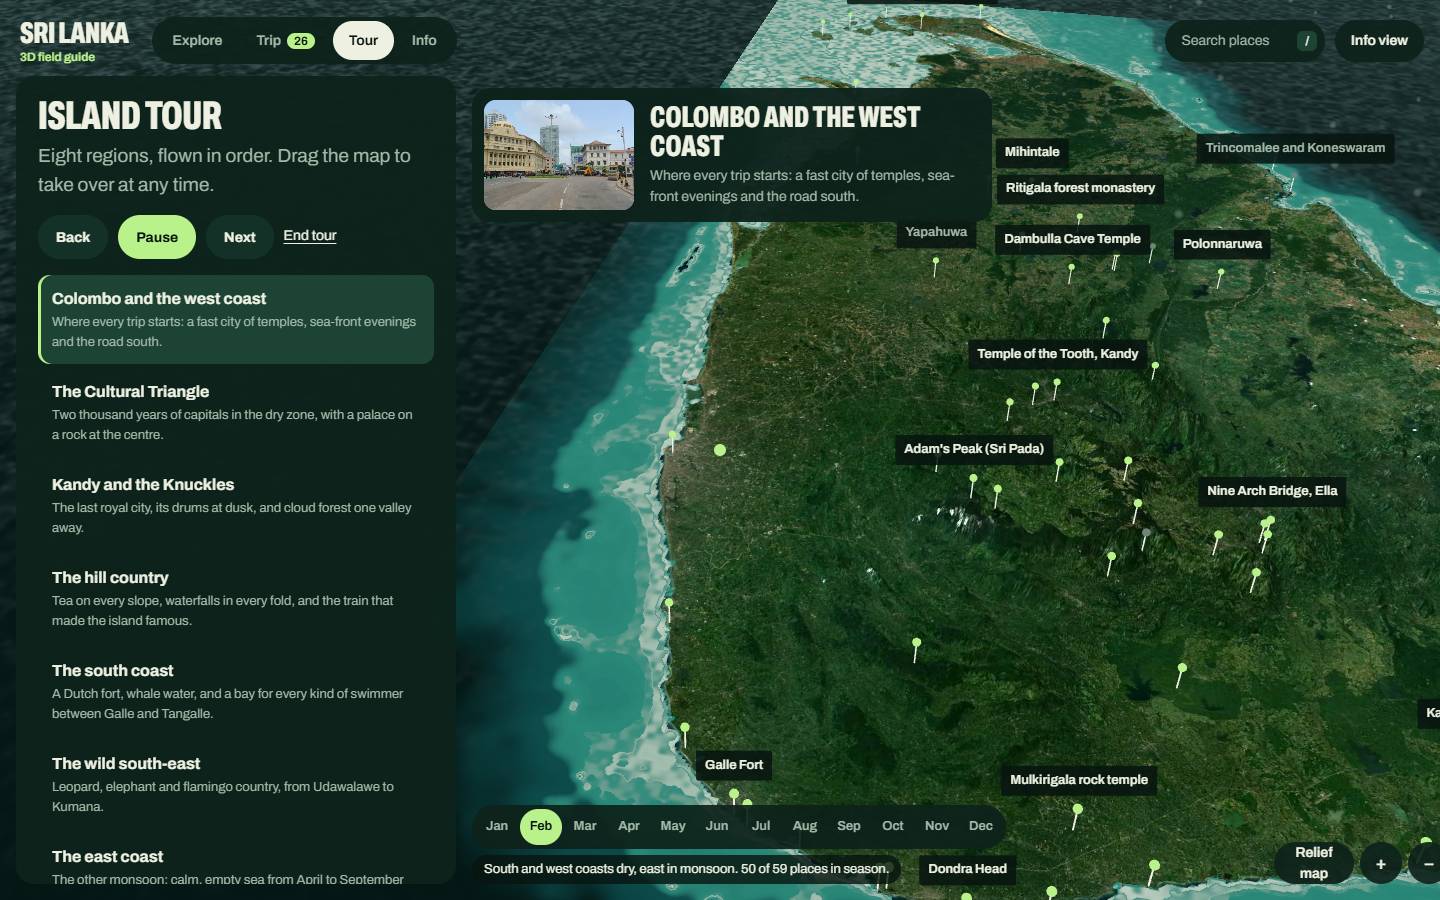 SRI LANKA
3D field guide
Explore
Trip 26
Tour
Info
Search places /
Info view
ISLAND TOUR
Eight regions, flown in order. Drag the map to
take over at any time.
Back
Pause
Next
End tour
Colombo and the west coast
Where every trip starts: a fast city of temples, sea-front evenings
and the road south.
The Cultural Triangle
Two thousand years of capitals in the dry zone, with a palace on
a rock at the centre.
Kandy and the Knuckles
The last royal city, its drums at dusk, and cloud forest one valley
away.
The hill country
Tea on every slope, waterfalls in every fold, and the train that
made the island famous.
The south coast
A Dutch fort, whale water, and a bay for every kind of swimmer
between Galle and Tangalle.
The wild south-east
Leopard, elephant and flamingo country, from Udawalawe to
Kumana.
The east coast
The other monsoon: calm, empty sea from April to September
COLOMBO AND THE WEST
COAST
Where every trip starts: a fast city of temples, sea-
front evenings and the road south.
Mihintale
Trincomalee and Koneswaram
Ritigala forest monastery
Yapahuwa
Dambulla Cave Temple
Polonnaruwa
Temple of the Tooth, Kandy
Adam's Peak (Sri Pada)
Nine Arch Bridge, Ella
Ka
Galle Fort
Mulkirigala rock temple
Jan Feb Mar Apr May Jun Jul Aug Sep Oct Nov Dec
South and west coasts dry, east in monsoon. 50 of 59 places in season.
Dondra Head
Relief
map
+
−